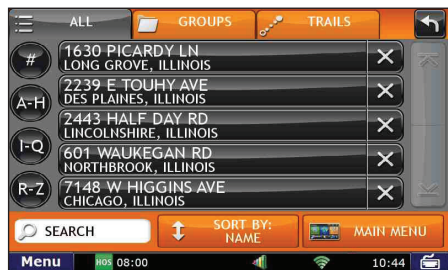 ALL GROUPS TRAILS
# 1630 PICARDY LN
LONG GROVE, ILLINOIS
A-H 2239 E TOUHY AVE
DES PLAINES, ILLINOIS
2443 HALF DAY RD
LINCOLNSHIRE, ILLINOIS
I-Q 601 WAUKEGAN RD
NORTHBROOK, ILLINOIS
R-Z 7148 W HIGGINS AVE
CHICAGO, ILLINOIS
SEARCH SORT BY: NAME MAIN MENU
Menu HOS 08:00 10:44